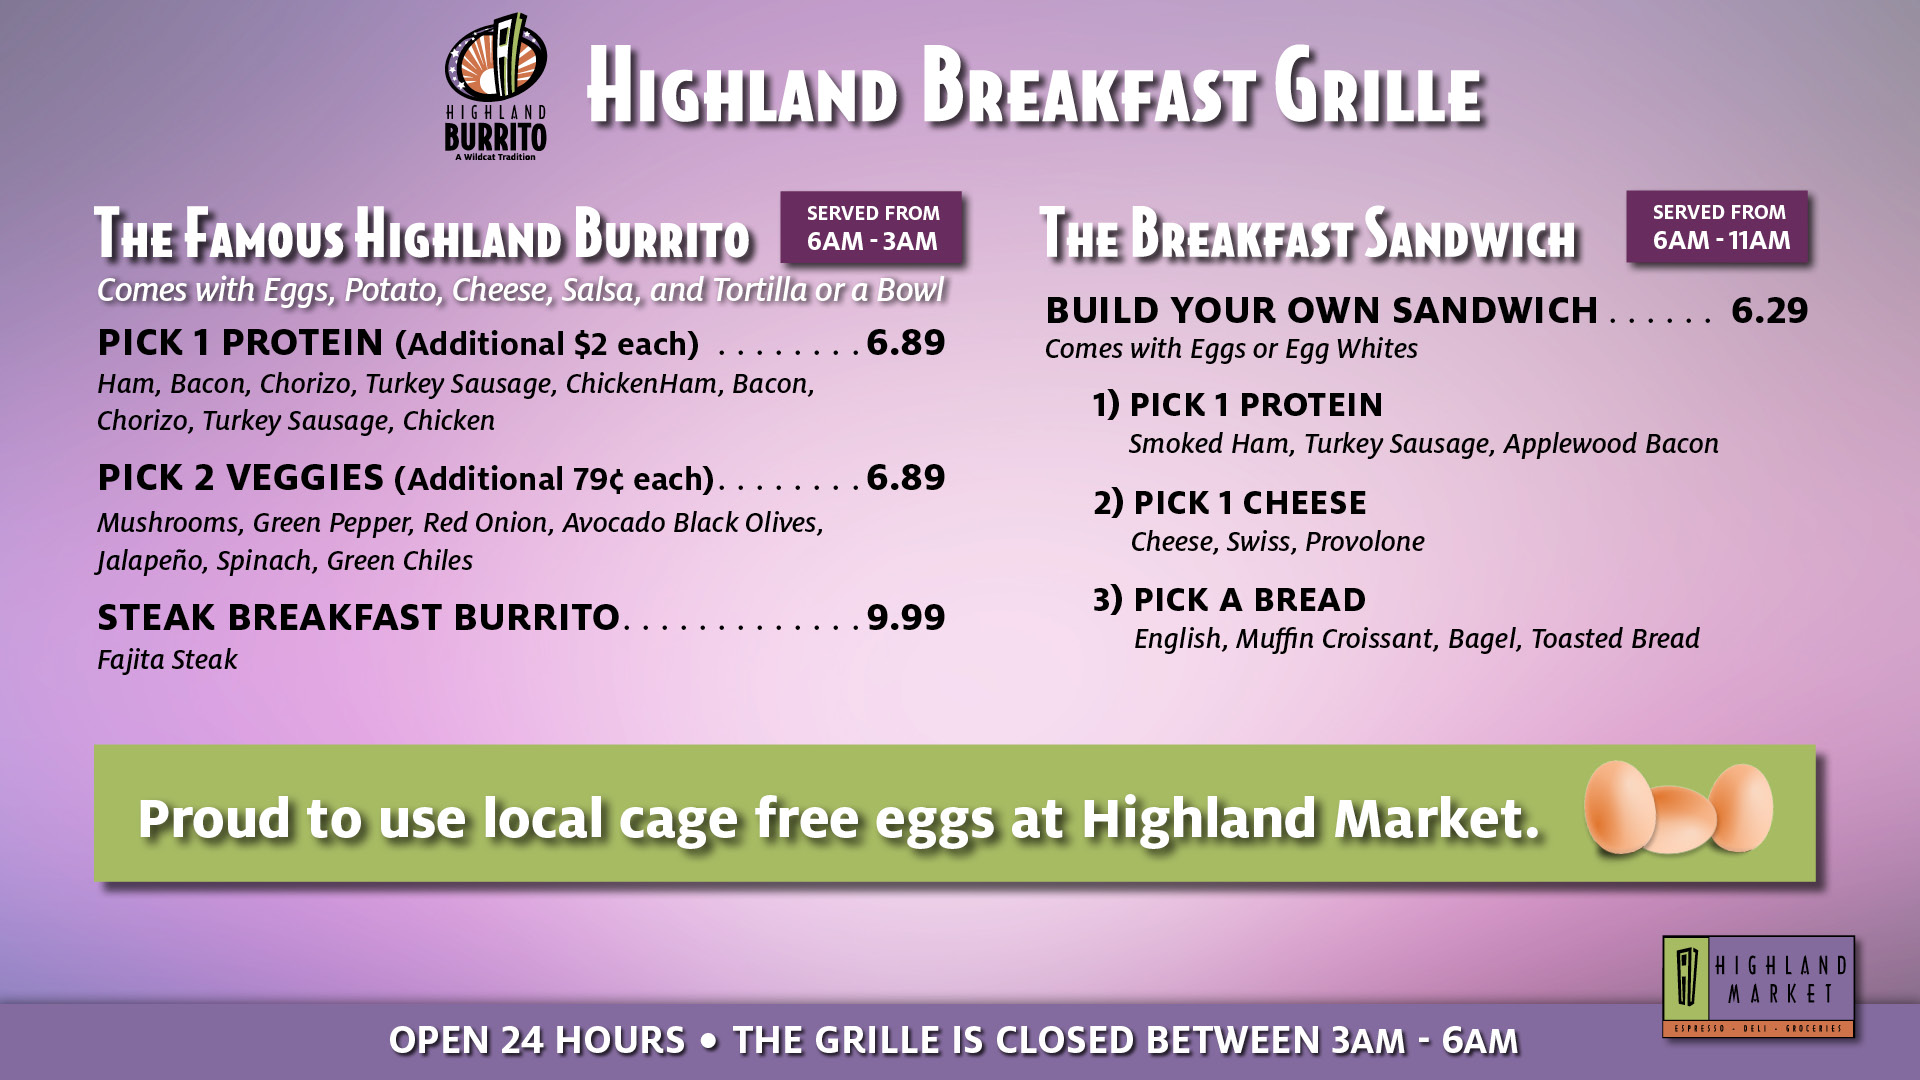 HIGHLAND
BURRITO
A Wildcat Tradition
HIGHLAND BREAKFAST GRILLE
THE FAMOUS HIGHLAND BURRITO
SERVED FROM
6AM - 3AM
Comes with Eggs, Potato, Cheese, Salsa, and Tortilla or a Bowl
PICK 1 PROTEIN (Additional $2 each) . . . . . . . . 6.89
Ham, Bacon, Chorizo, Turkey Sausage, ChickenHam, Bacon,
Chorizo, Turkey Sausage, Chicken
PICK 2 VEGGIES (Additional 79¢ each). . . . . . . . 6.89
Mushrooms, Green Pepper, Red Onion, Avocado Black Olives,
Jalapeño, Spinach, Green Chiles
STEAK BREAKFAST BURRITO. . . . . . . . . . . . . 9.99
Fajita Steak
THE BREAKFAST SANDWICH
SERVED FROM
6AM - 11AM
BUILD YOUR OWN SANDWICH . . . . . . 6.29
Comes with Eggs or Egg Whites
1) PICK 1 PROTEIN
Smoked Ham, Turkey Sausage, Applewood Bacon
2) PICK 1 CHEESE
Cheese, Swiss, Provolone
3) PICK A BREAD
English, Muffin Croissant, Bagel, Toasted Bread
Proud to use local cage free eggs at Highland Market.
HIGHLAND
MARKET
ESPRESSO - DELI - GROCERIES
OPEN 24 HOURS • THE GRILLE IS CLOSED BETWEEN 3AM - 6AM